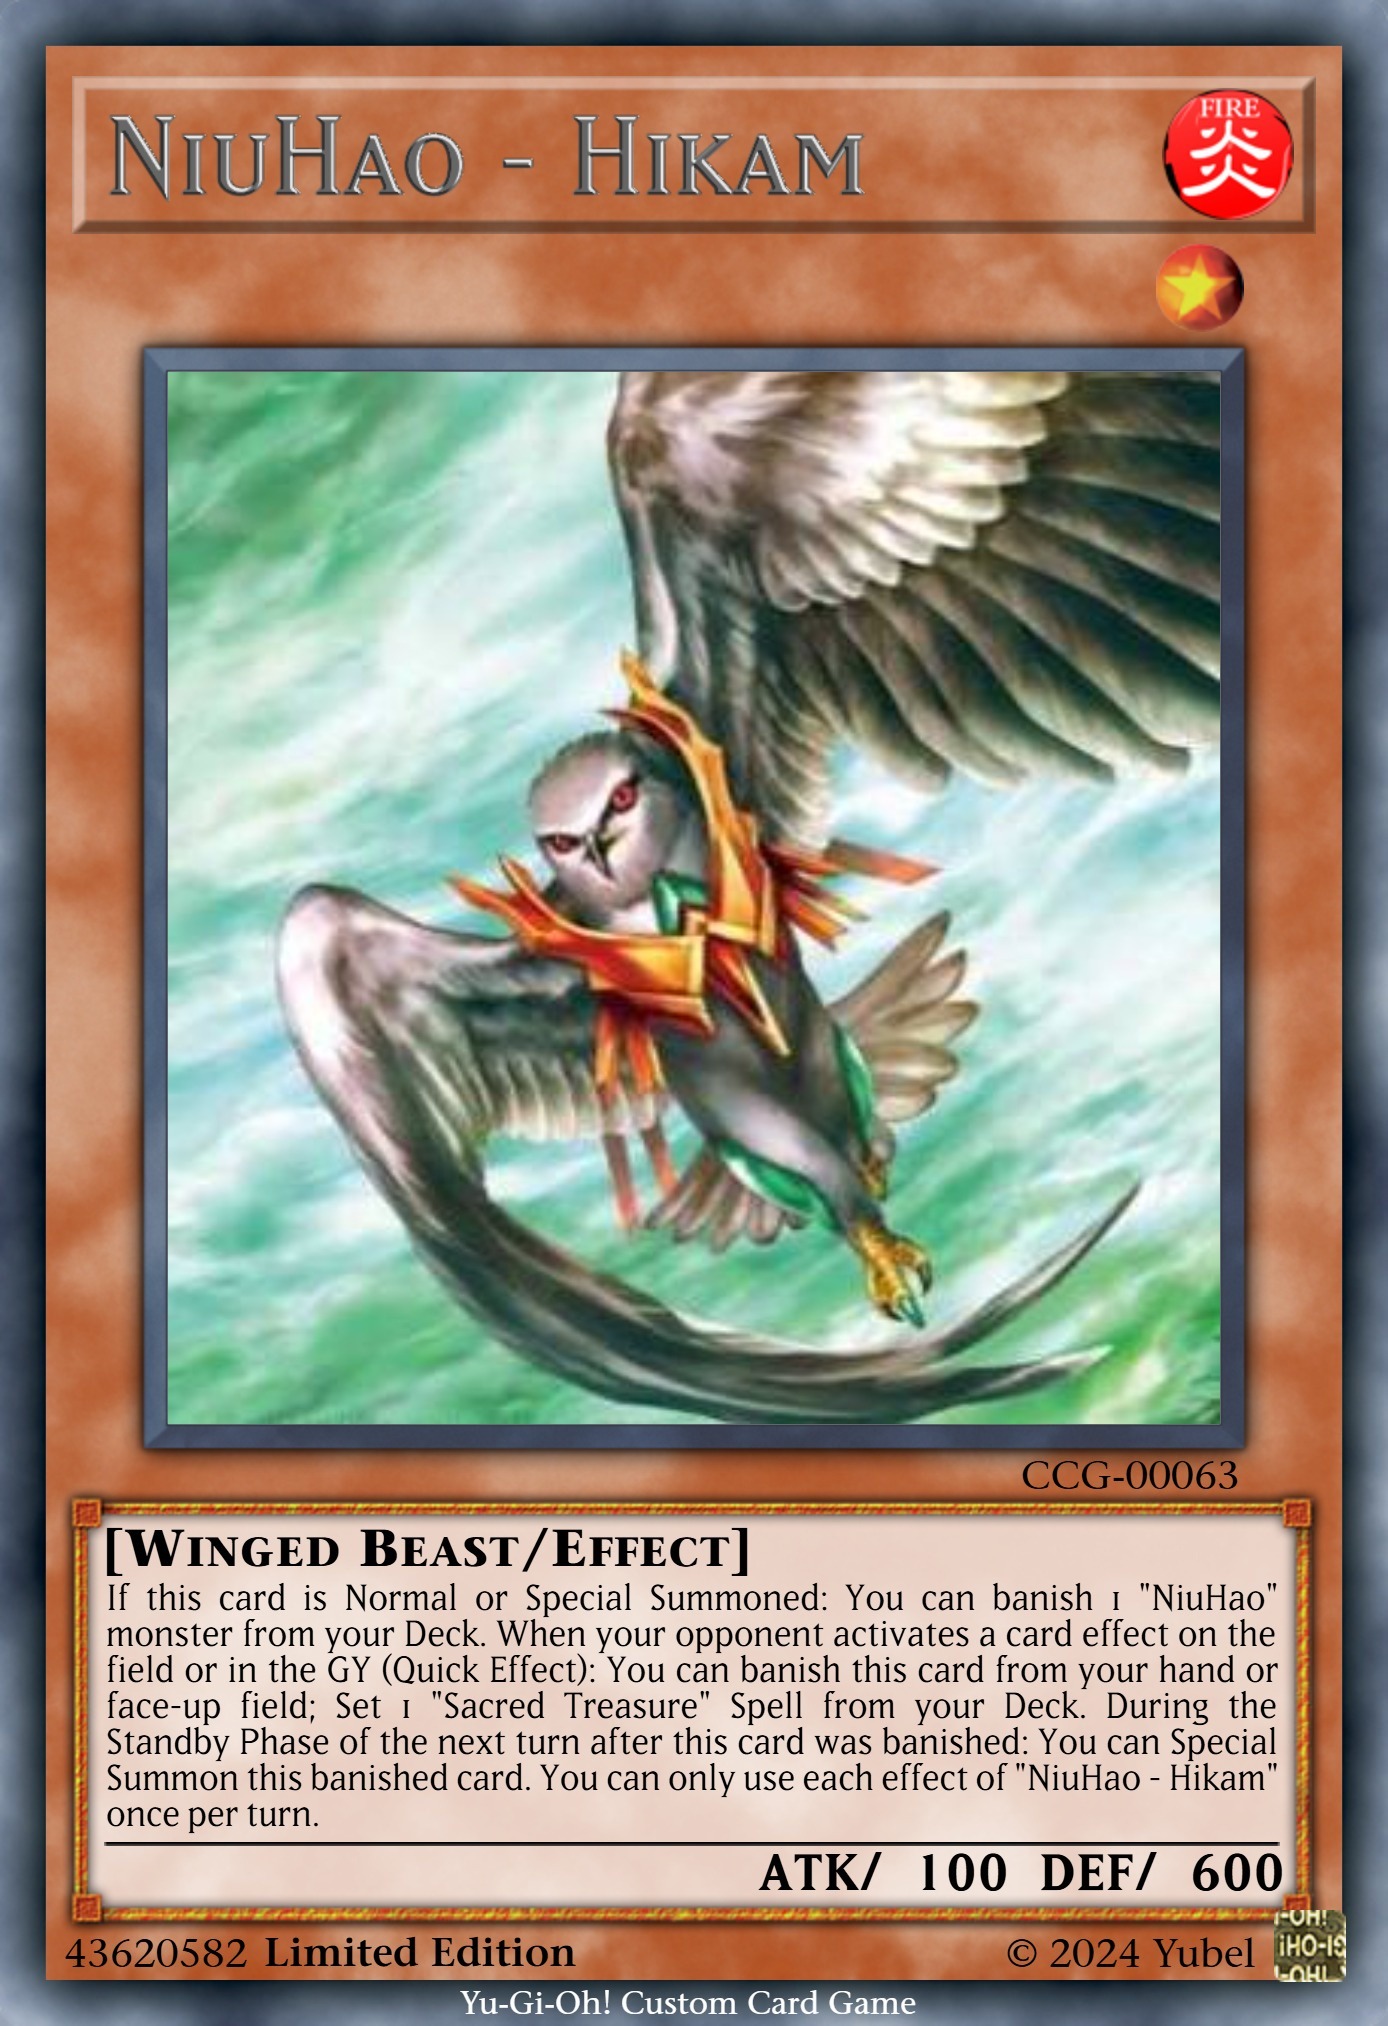 NiuHao - Hikam
FIRE
炎
CCG-00063
[Winged Beast/Effect]
If this card is Normal or Special Summoned: You can banish 1 "NiuHao"
monster from your Deck. When your opponent activates a card effect on the
field or in the GY (Quick Effect): You can banish this card from your hand or
face-up field; Set 1 "Sacred Treasure" Spell from your Deck. During the
Standby Phase of the next turn after this card was banished: You can Special
Summon this banished card. You can only use each effect of "NiuHao - Hikam"
once per turn.
ATK/ 100 DEF/ 600
43620582 Limited Edition
© 2024 Yubel
Yu-Gi-Oh! Custom Card Game